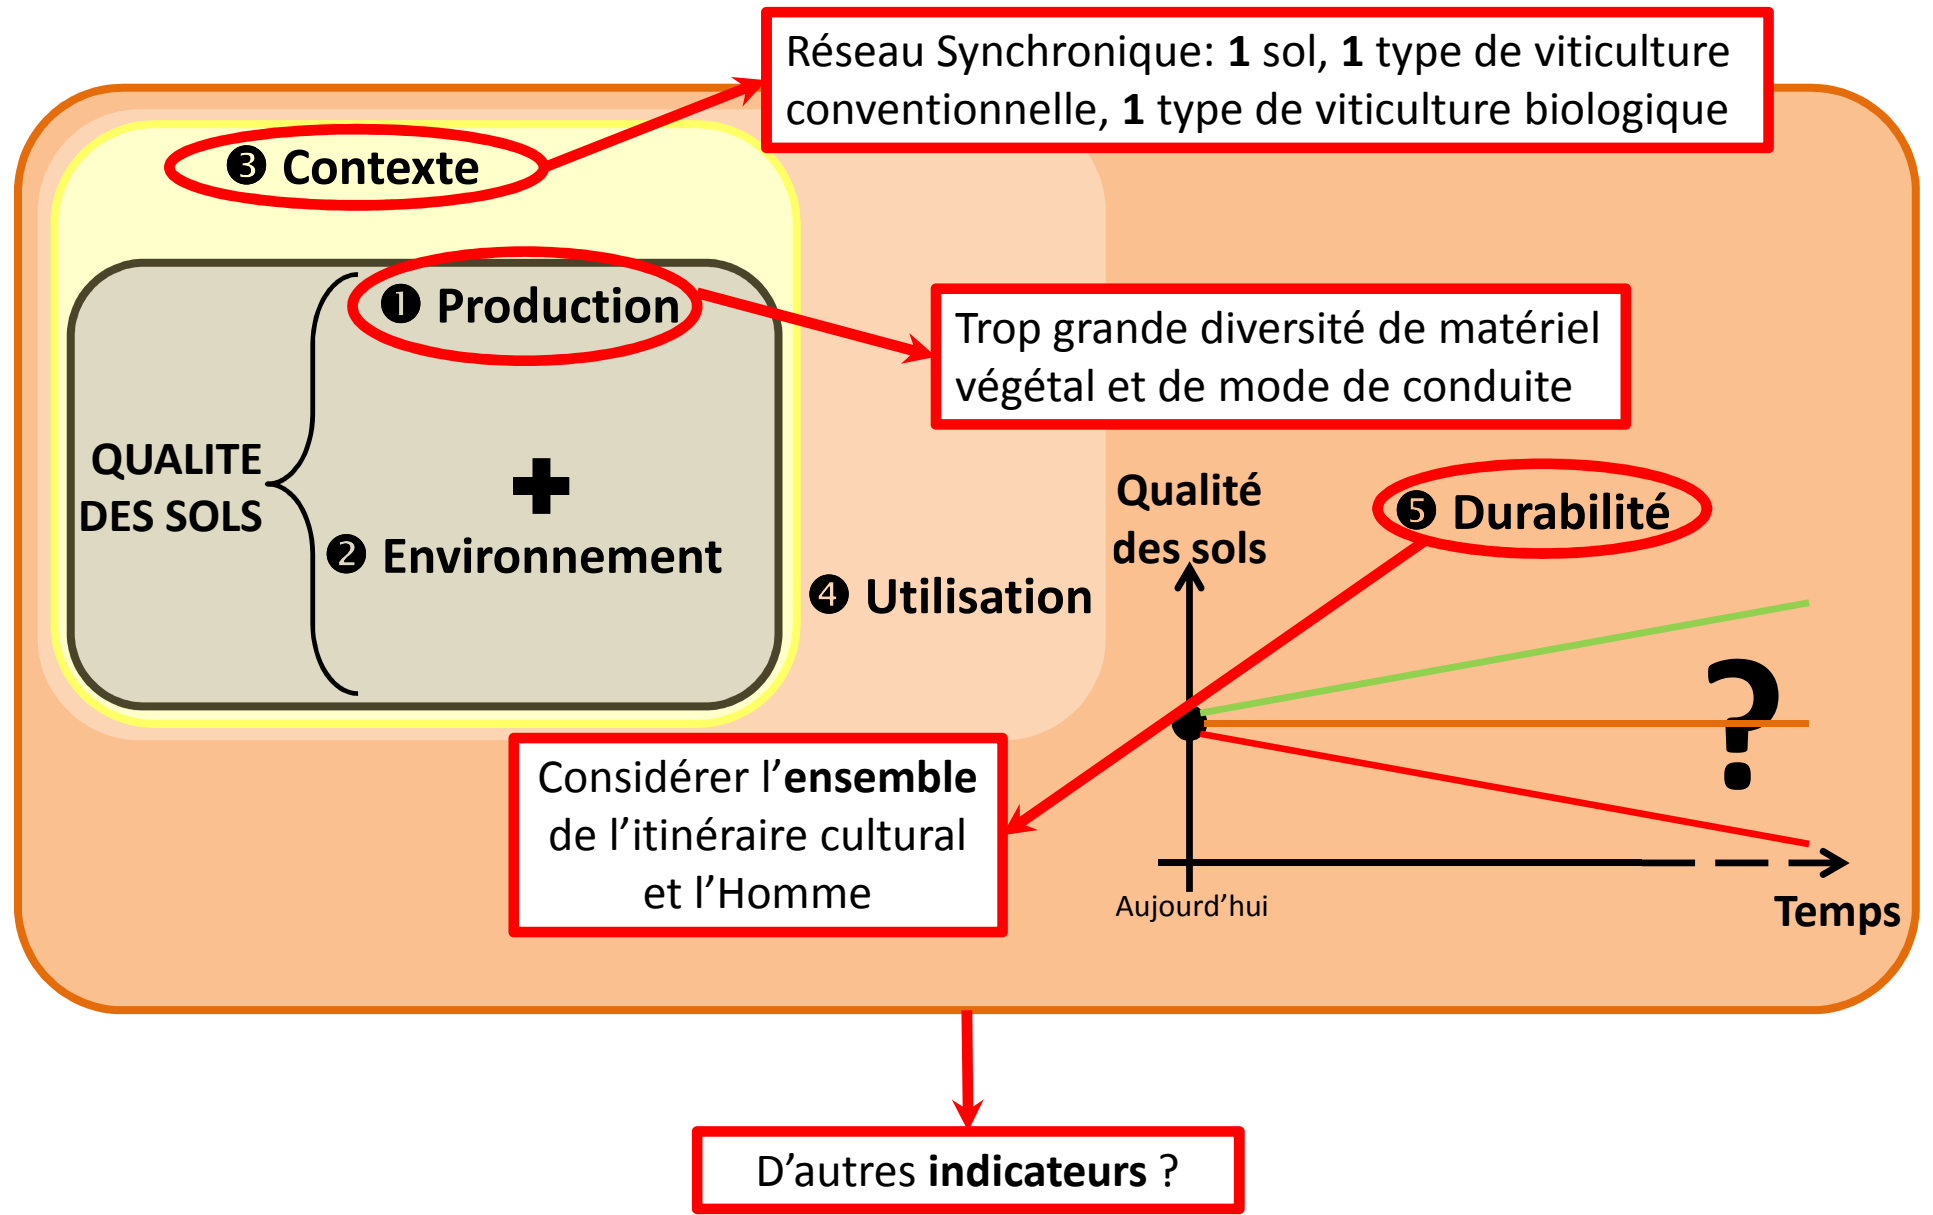 Réseau Synchronique: 1 sol, 1 type de viticulture
conventionnelle, 1 type de viticulture biologique
❸ Contexte
❶ Production
Trop grande diversité de matériel
végétal et de mode de conduite
QUALITE
DES SOLS
❷ Environnement
❹ Utilisation
Qualité
des sols
❺ Durabilité
?
Considérer l’ensemble
de l’itinéraire cultural
et l’Homme
Aujourd’hui
Temps
D’autres indicateurs ?